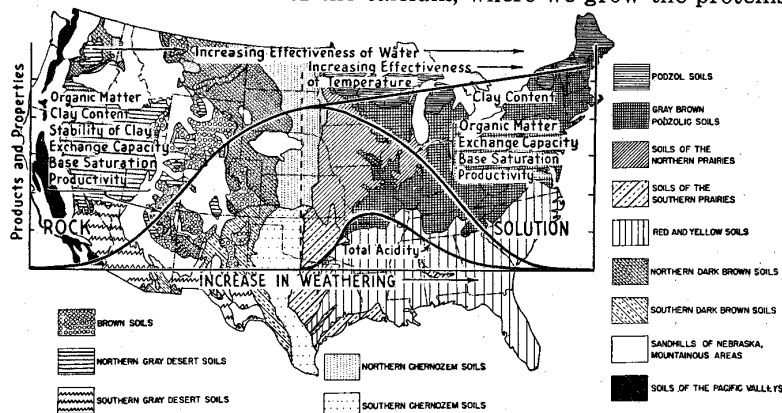 the calcium, where we grow the proteins
Increasing Effectiveness of Water
Increasing Effectiveness
of Temperature
Products and Properties
Organic Matter
Clay Content
Stability of Clay
Exchange Capacity
Base Saturation
Productivity
Clay Content
Organic Matter
Exchange Capacity
Base Saturation
Productivity
ROCK
SOLUTION
Total Acidity
INCREASE IN WEATHERING
PODZOL SOILS
GRAY BROWN
PODZOLIC SOILS
SOILS OF THE
NORTHERN PRAIRIES
SOILS OF THE
SOUTHERN PRAIRIES
RED AND YELLOW SOILS
NORTHERN DARK BROWN SOILS
SOUTHERN DARK BROWN SOILS
SANDHILLS OF NEBRASKA,
MOUNTAINOUS AREAS
SOILS OF THE PACIFIC VALLEYS
BROWN SOILS
NORTHERN GRAY DESERT SOILS
SOUTHERN GRAY DESERT SOILS
NORTHERN CHERNOZEM SOILS
SOUTHERN CHERNOZEM SOILS